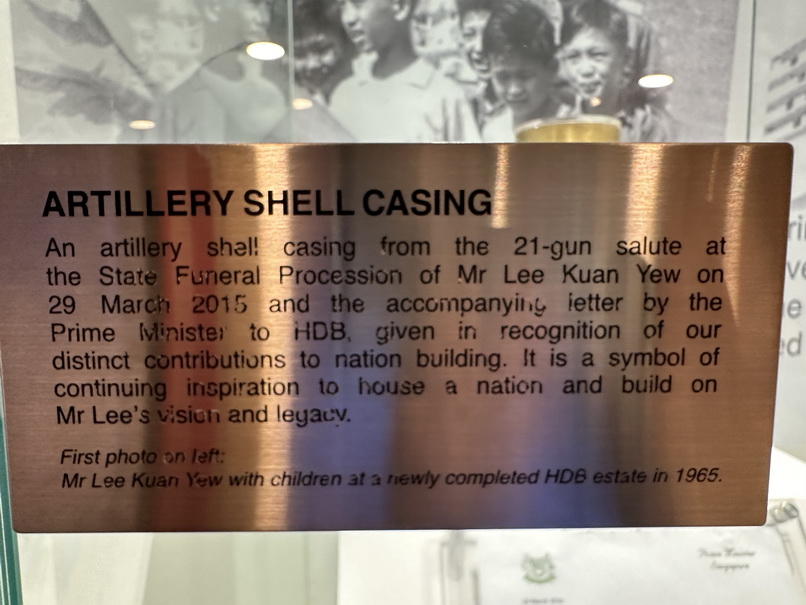 ARTILLERY SHELL CASING
An artillery shell casing from the 21-gun salute at
the State Funeral Procession of Mr Lee Kuan Yew on
29 March 2015 and the accompanying letter by the
Prime Minister to HDB, given in recognition of our
distinct contributions to nation building. It is a symbol of
continuing inspiration to house a nation and build on
Mr Lee's vision and legacy.
First photo on left:
Mr Lee Kuan Yew with children at a newly completed HDB estate in 1965.
Prime Minister
Singapore